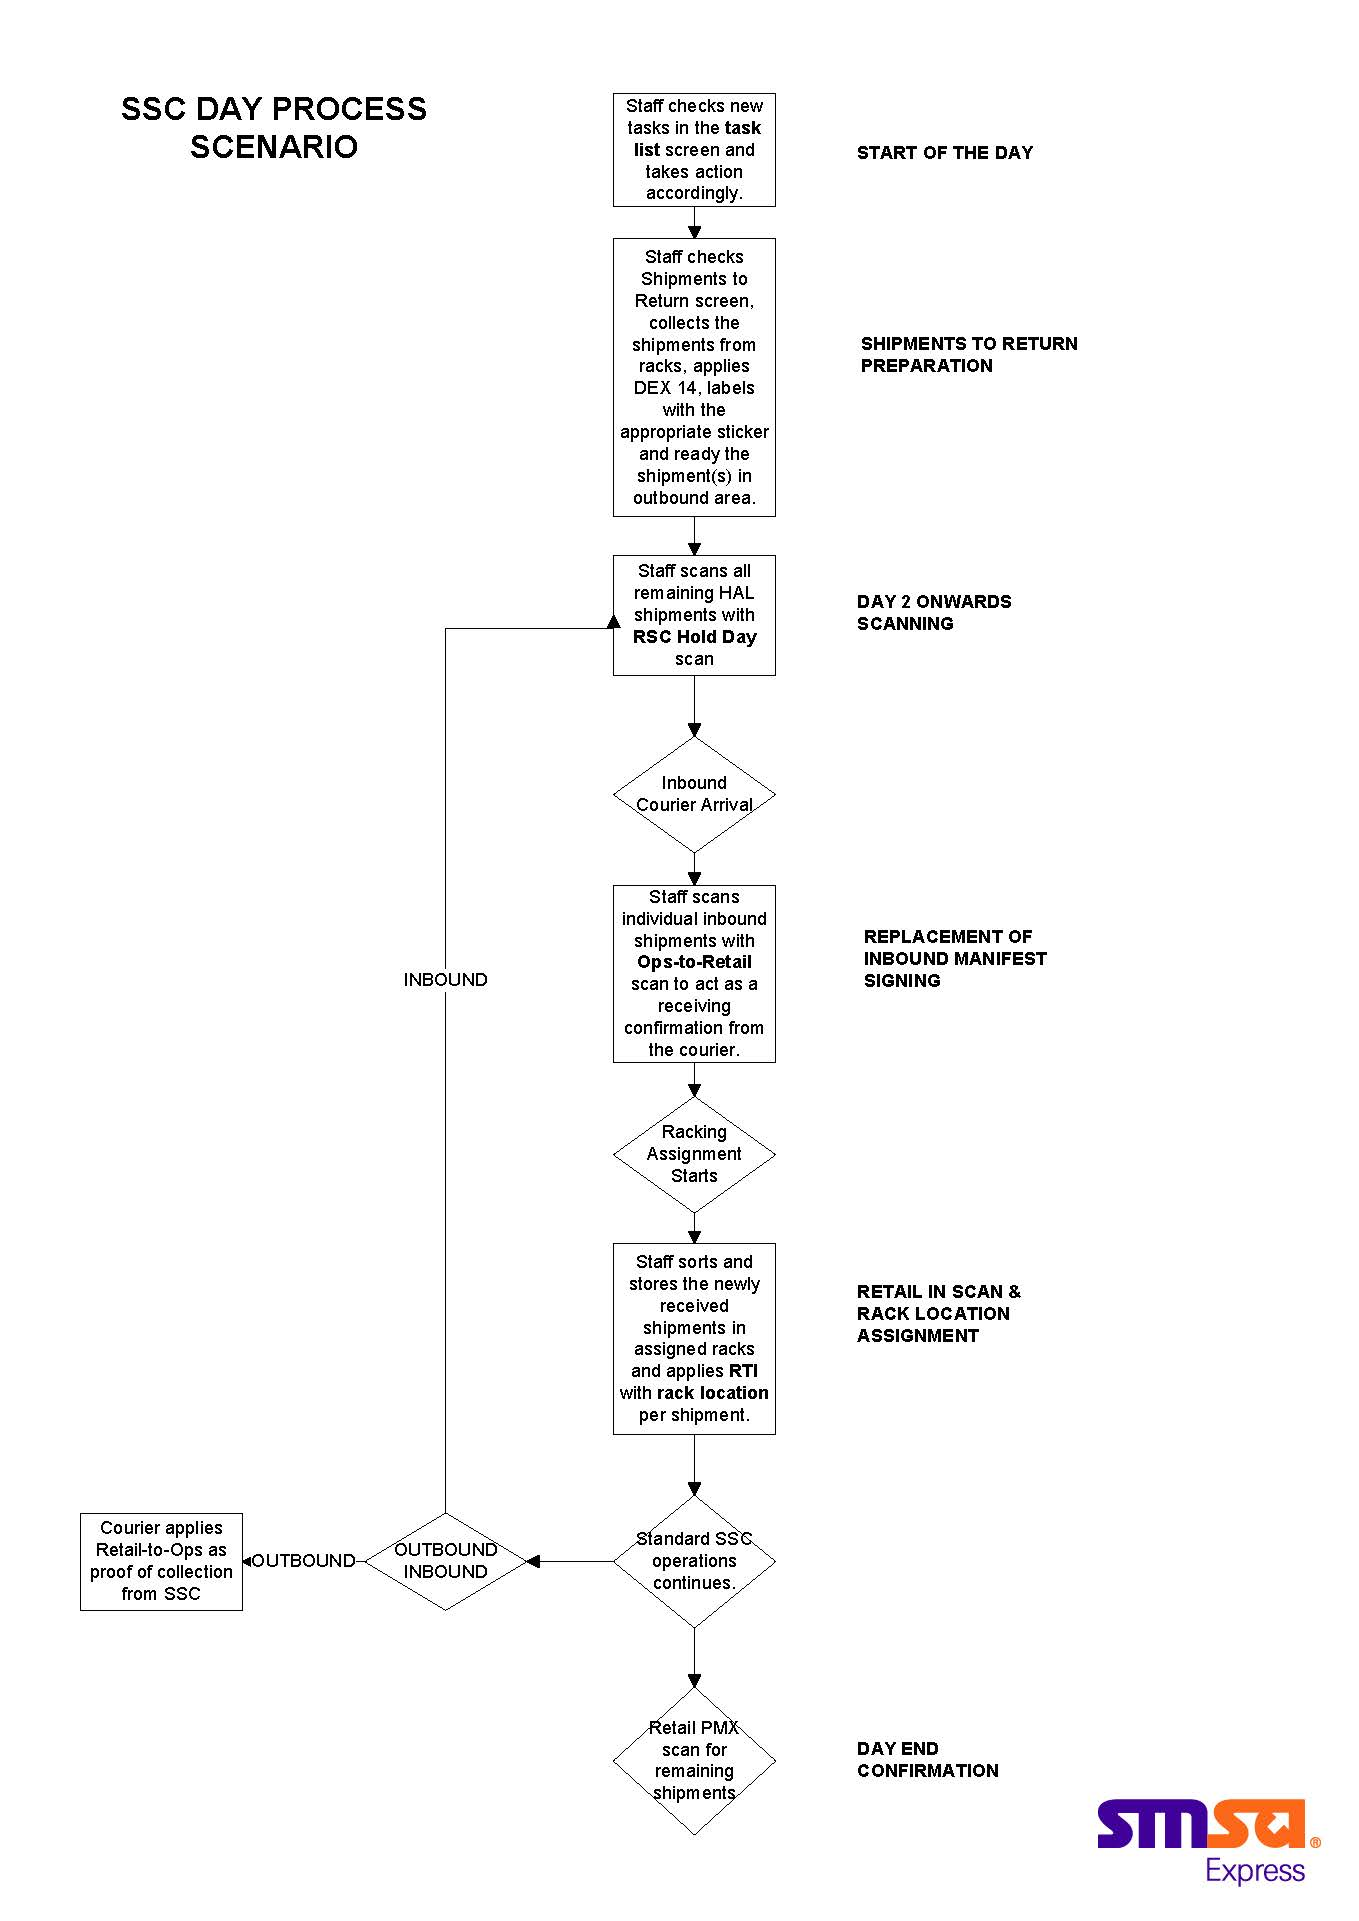 SSC DAY PROCESS
SCENARIO
Staff checks new
tasks in the task
list screen and
takes action
accordingly.
START OF THE DAY
Staff checks
Shipments to
Return screen,
collects the
shipments from
racks, applies
DEX 14, labels
with the
appropriate sticker
and ready the
shipment(s) in
outbound area.
SHIPMENTS TO RETURN
PREPARATION
Staff scans all
remaining HAL
shipments with
RSC Hold Day
scan
DAY 2 ONWARDS
SCANNING
Inbound
Courier Arrival
Staff scans
individual inbound
shipments with
Ops-to-Retail
scan to act as a
receiving
confirmation from
the courier.
REPLACEMENT OF
INBOUND MANIFEST
SIGNING
INBOUND
Racking
Assignment
Starts
Staff sorts and
stores the newly
received
shipments in
assigned racks
and applies RTI
with rack location
per shipment.
RETAIL IN SCAN &
RACK LOCATION
ASSIGNMENT
Standard SSC
operations
continues.
OUTBOUND
INBOUND
OUTBOUND
Courier applies
Retail-to-Ops as
proof of collection
from SSC
Retail PMX
scan for
remaining
shipments
DAY END
CONFIRMATION
smsa®
Express